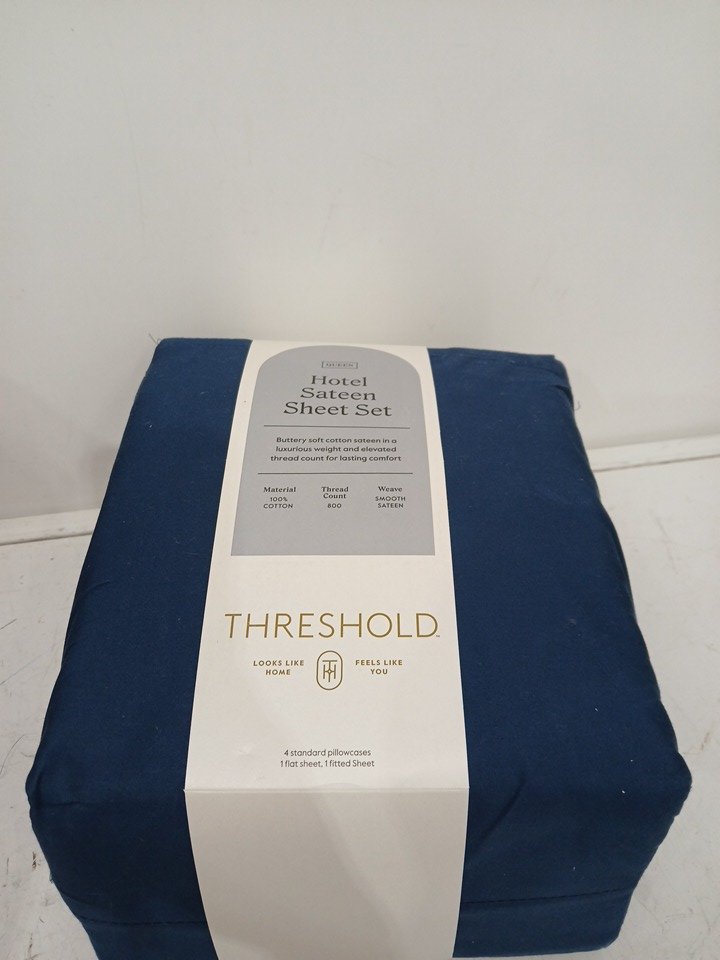 [QUEEN]
Hotel
Sateen
Sheet Set
Buttery soft cotton sateen in a
luxurious weight and elevated
thread count for lasting comfort
Material
100%
COTTON
Thread
Count
800
Weave
SMOOTH
SATEEN
THRESHOLD™
LOOKS LIKE
HOME
FEELS LIKE
YOU
4 standard pillowcases
1 flat sheet, 1 fitted Sheet